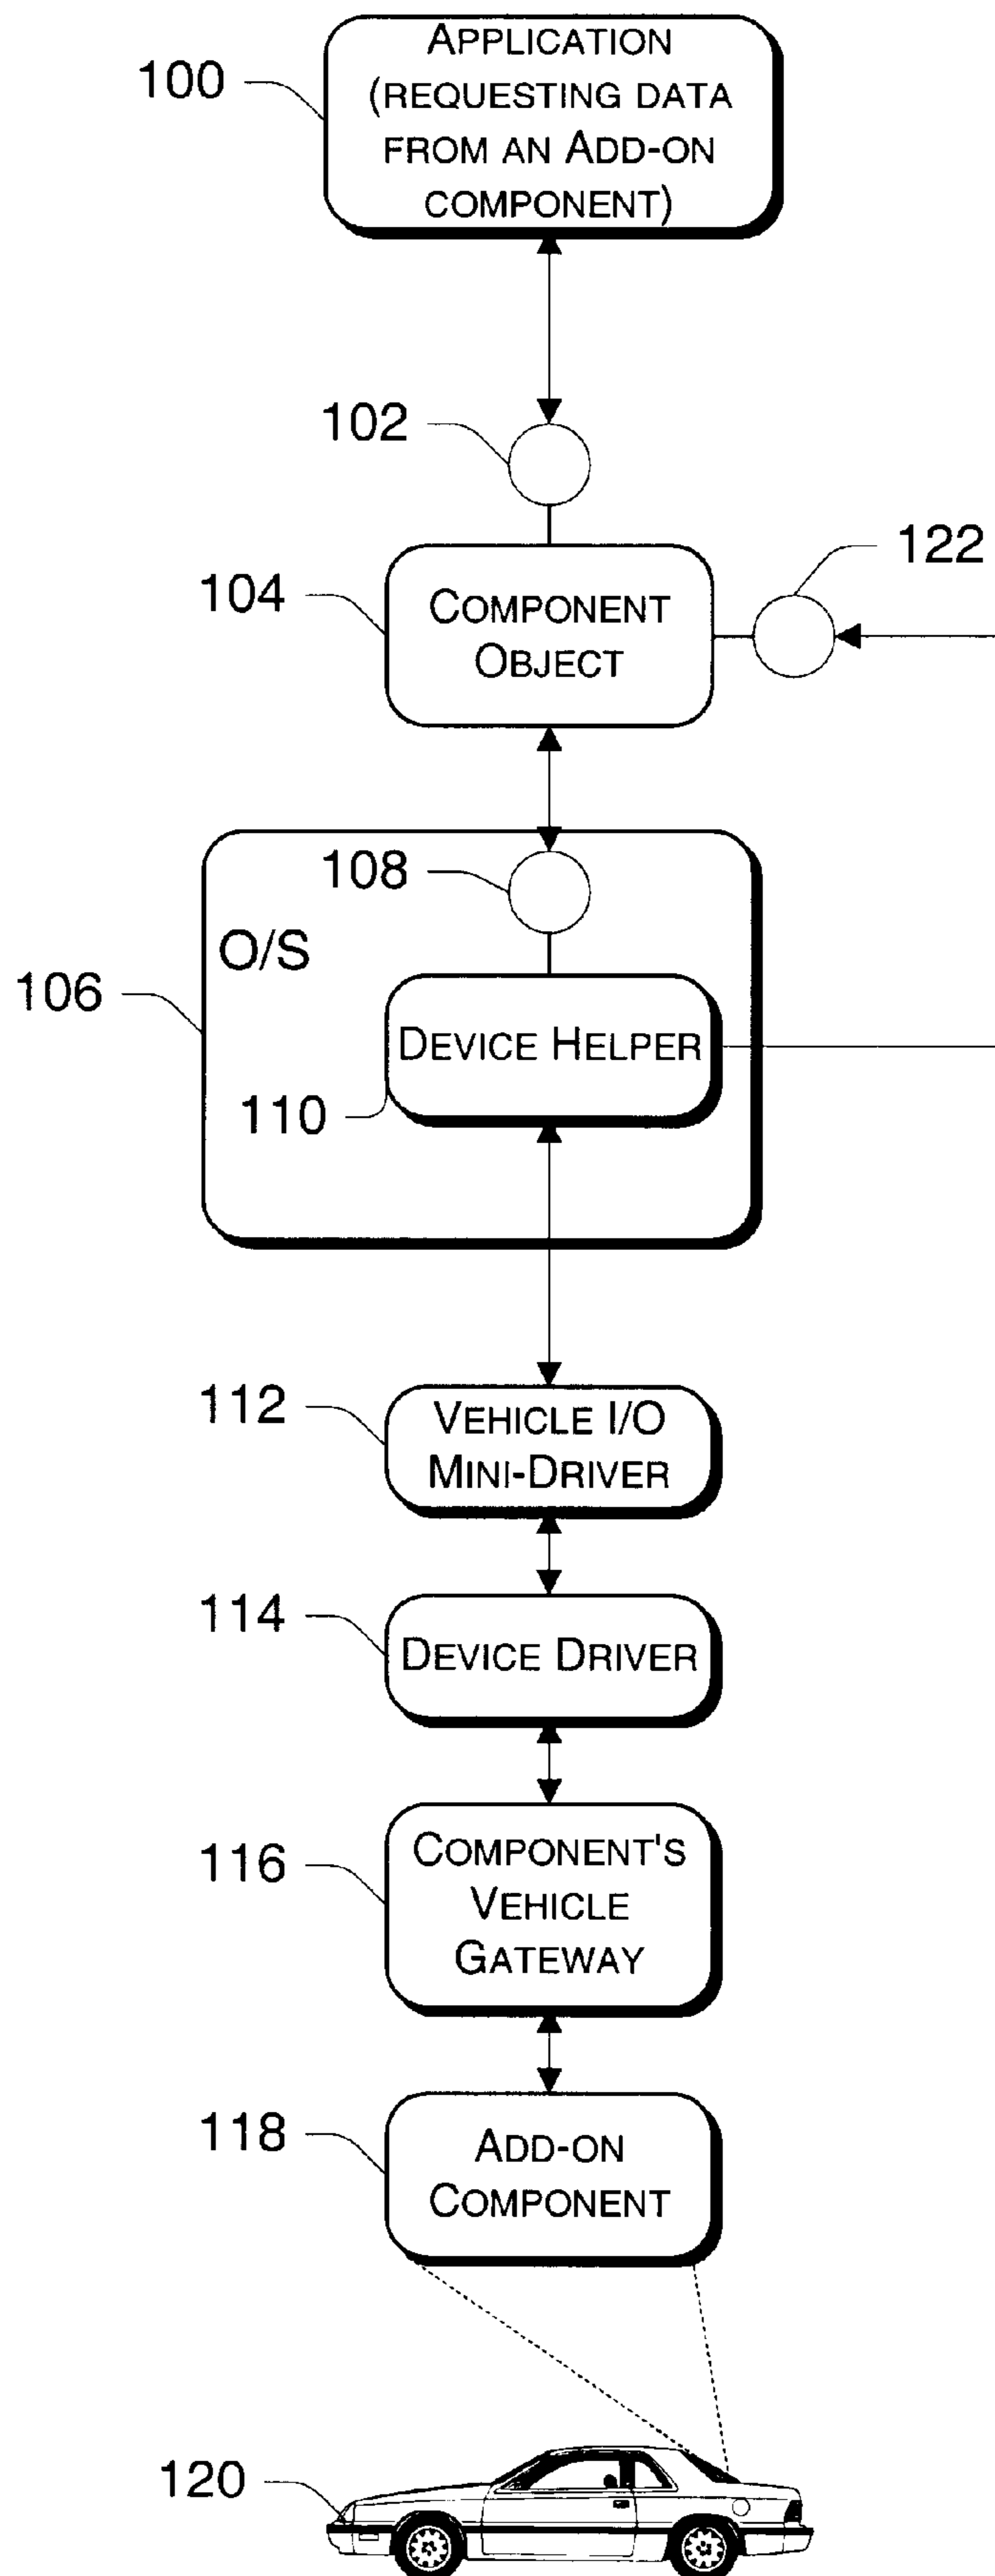 APPLICATION
100
(REQUESTING DATA
FROM AN ADD-ON
COMPONENT)
102
122
104
COMPONENT
OBJECT
108
O/S
106
DEVICE HELPER
110
112
VEHICLE I/O
MINI-DRIVER
114
DEVICE DRIVER
116
COMPONENT'S
VEHICLE
GATEWAY
118
ADD-ON
COMPONENT
120